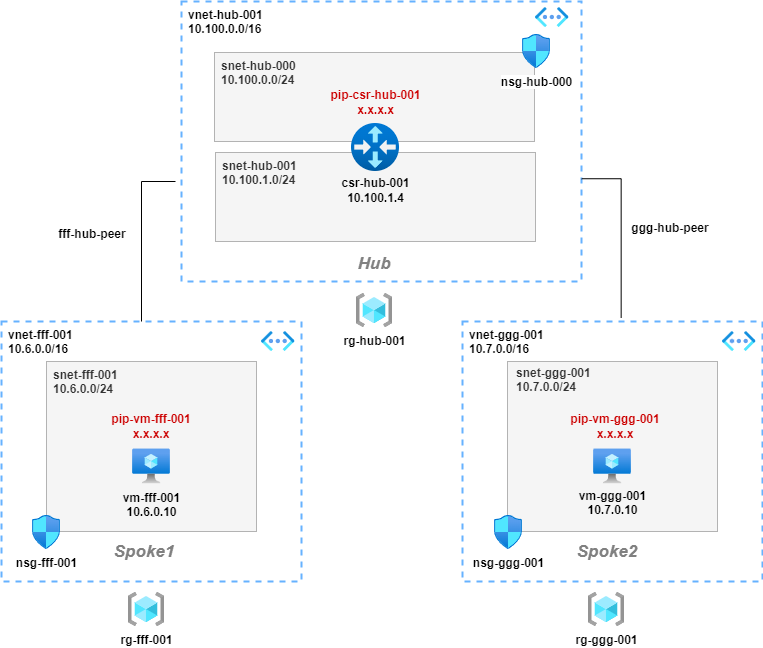 vnet-hub-001
10.100.0.0/16
snet-hub-000
10.100.0.0/24
nsg-hub-000
pip-csr-hub-001
x.x.x.x
snet-hub-001
10.100.1.0/24
csr-hub-001
10.100.1.4
fff-hub-peer
ggg-hub-peer
Hub
rg-hub-001
vnet-fff-001
10.6.0.0/16
snet-fff-001
10.6.0.0/24
pip-vm-fff-001
x.x.x.x
vm-fff-001
10.6.0.10
Spoke1
nsg-fff-001
rg-fff-001
vnet-ggg-001
10.7.0.0/16
snet-ggg-001
10.7.0.0/24
pip-vm-ggg-001
x.x.x.x
vm-ggg-001
10.7.0.10
Spoke2
nsg-ggg-001
rg-ggg-001